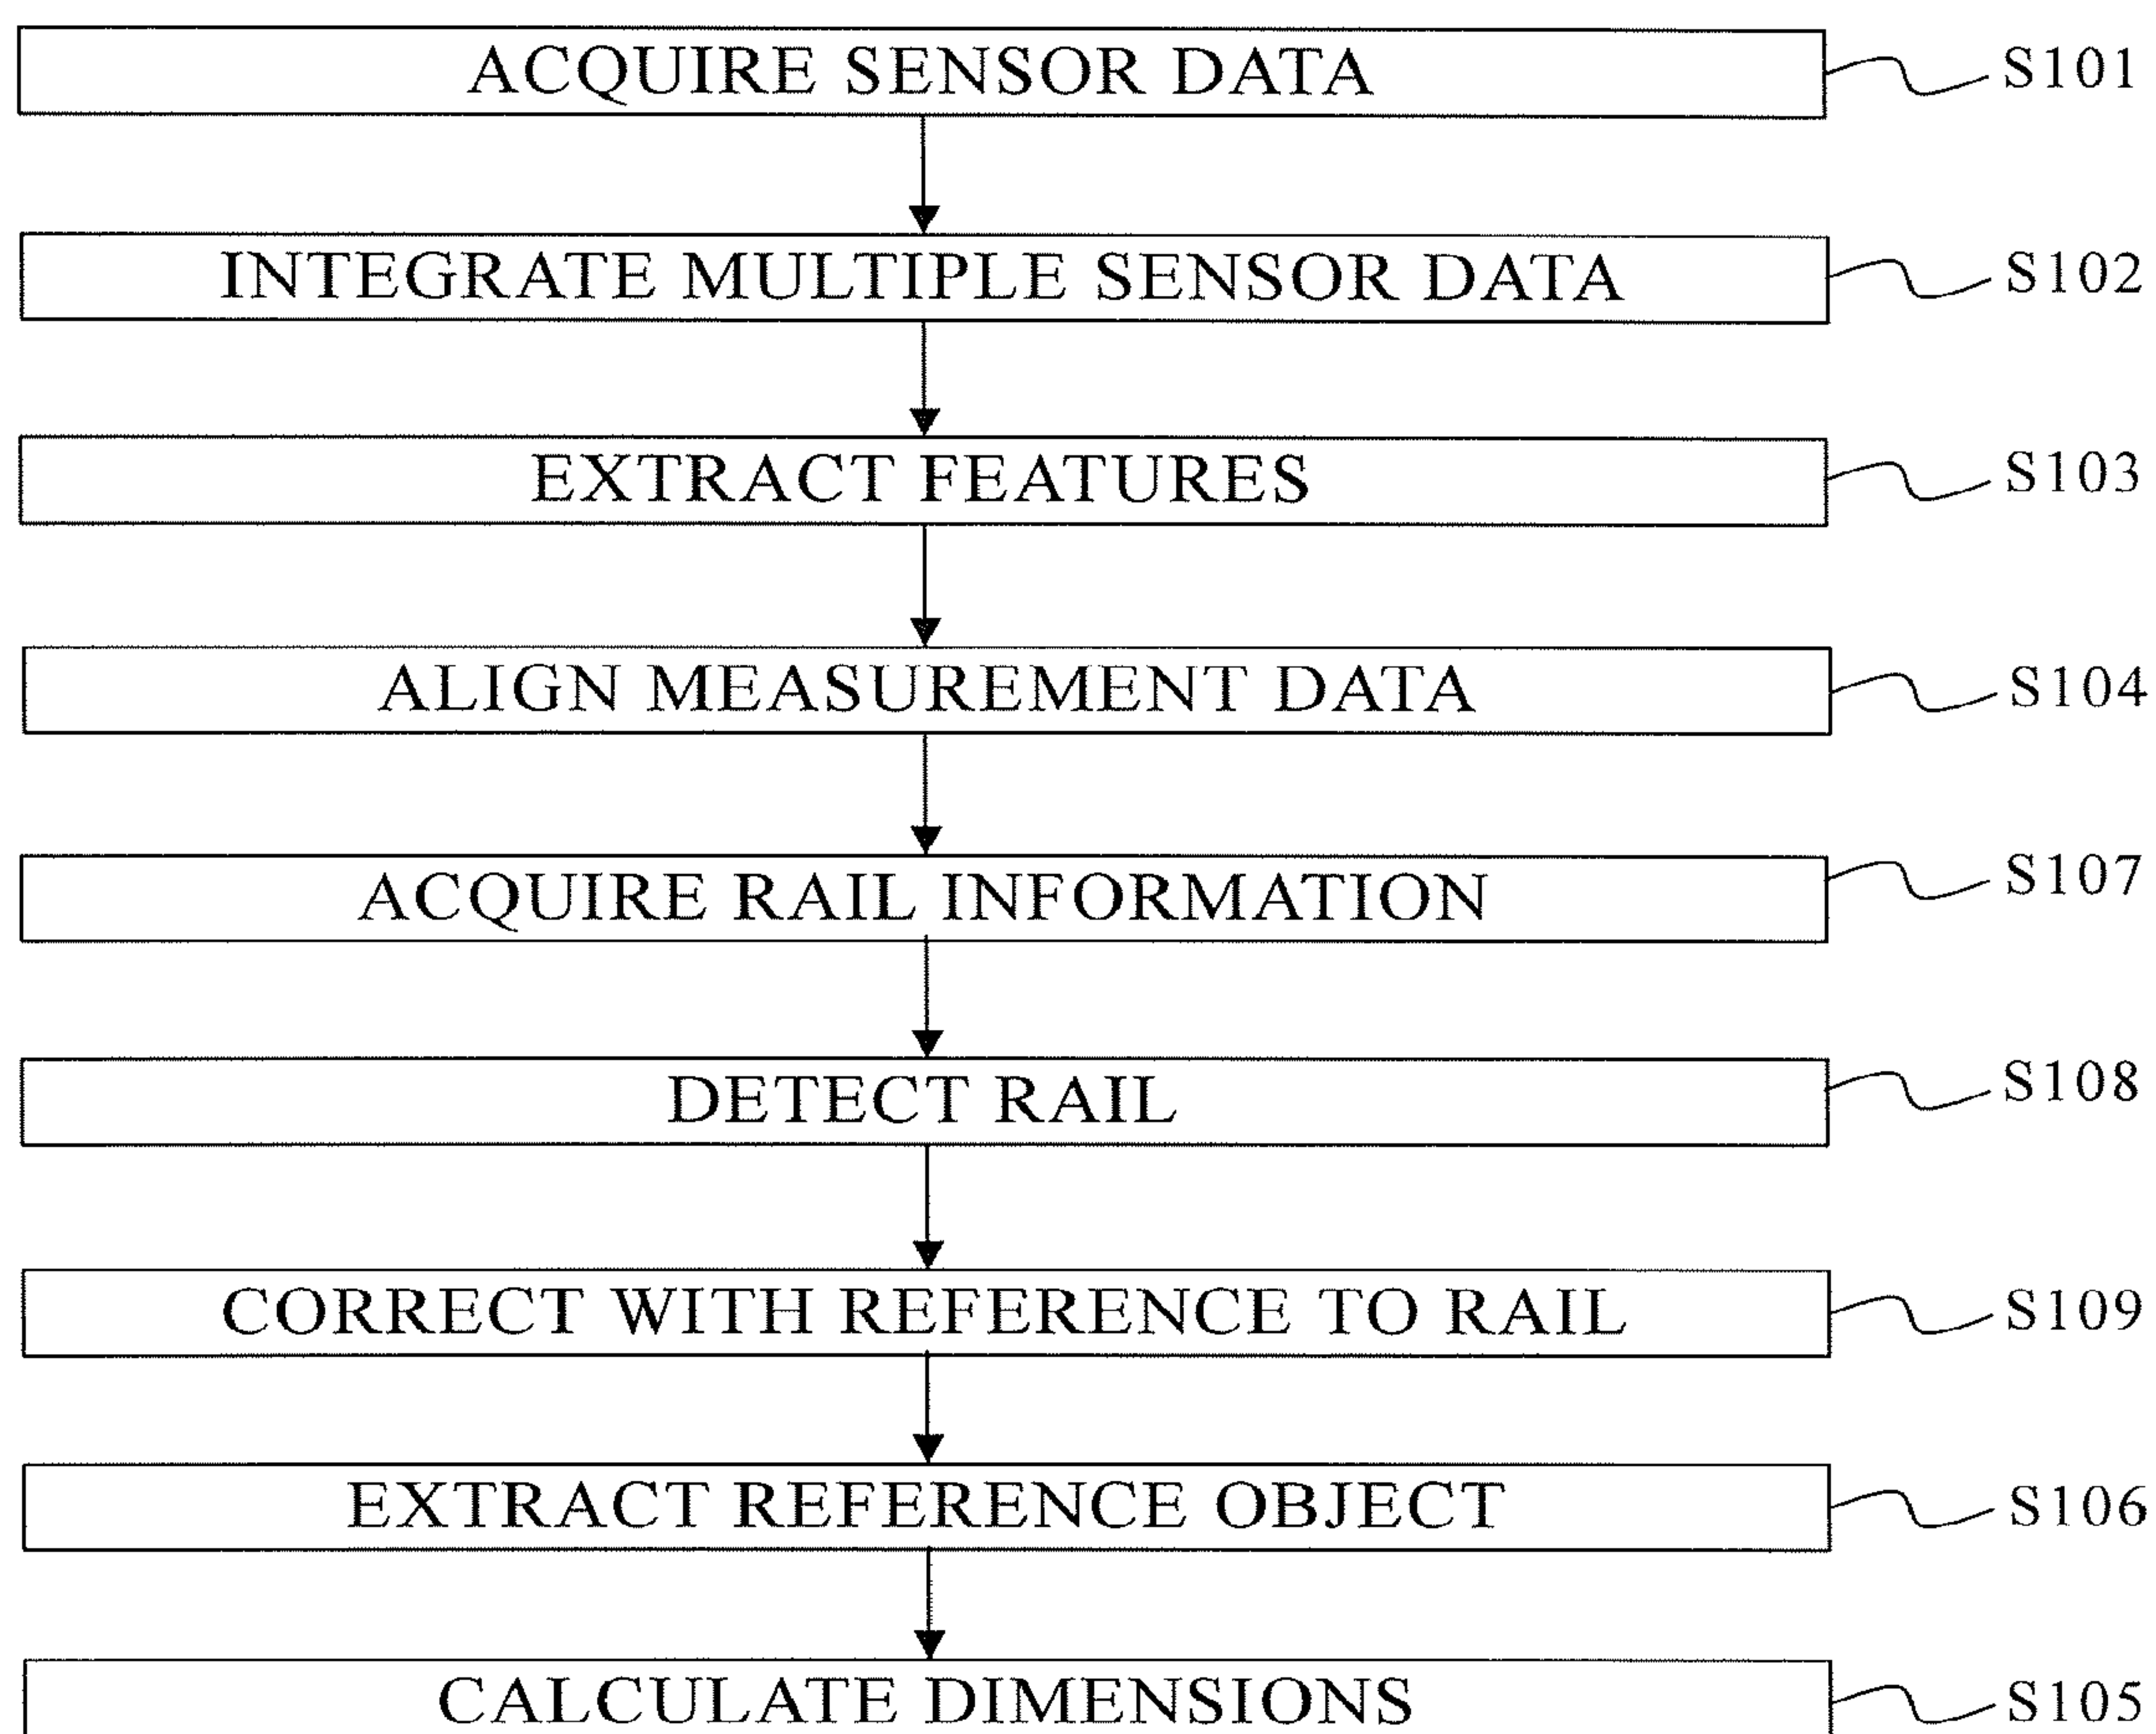 ACQUIRE SENSOR DATA S101
INTEGRATE MULTIPLE SENSOR DATA S102
EXTRACT FEATURES S103
ALIGN MEASUREMENT DATA S104
ACQUIRE RAIL INFORMATION S107
DETECT RAIL S108
CORRECT WITH REFERENCE TO RAIL S109
EXTRACT REFERENCE OBJECT S106
CALCULATE DIMENSIONS S105